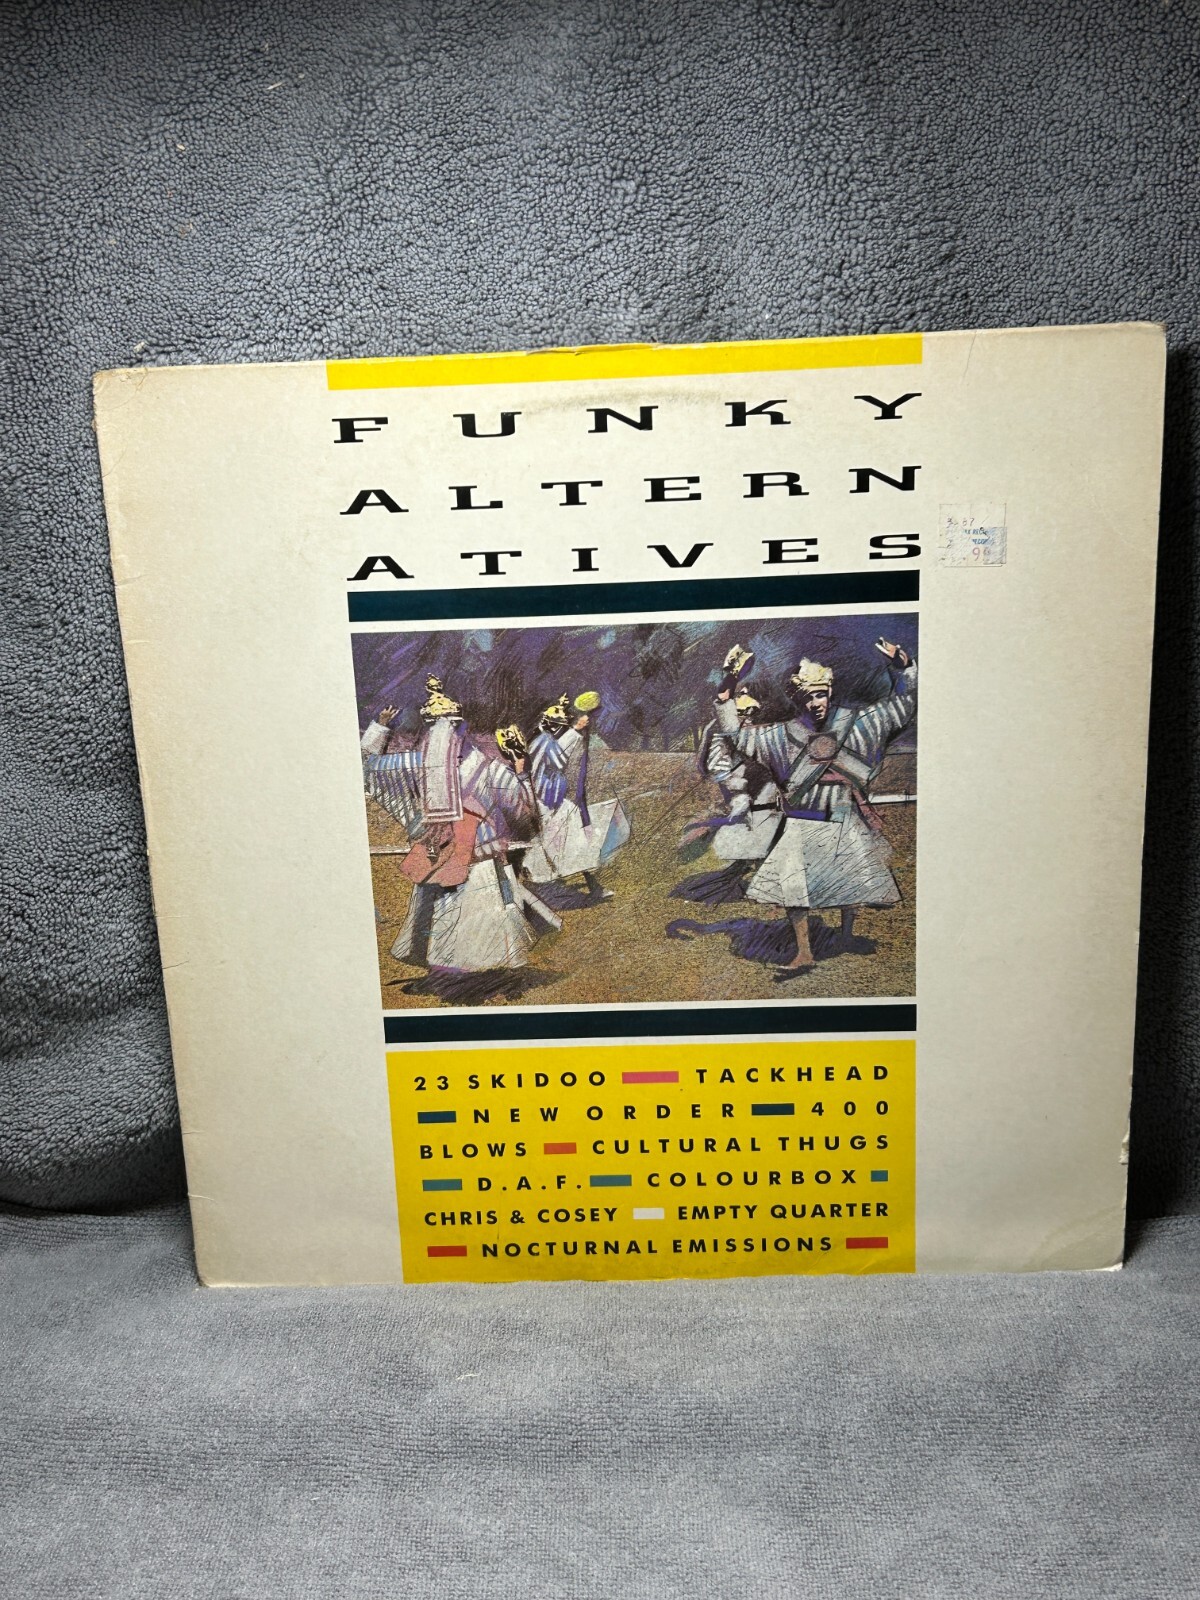 FUNKY
ALTERN
ATIVES
23 SKIDOO TACKHEAD
NEW ORDER 400
BLOWS CULTURAL THUGS
D.A.F. COLOURBOX
CHRIS & COSEY EMPTY QUARTER
NOCTURNAL EMISSIONS